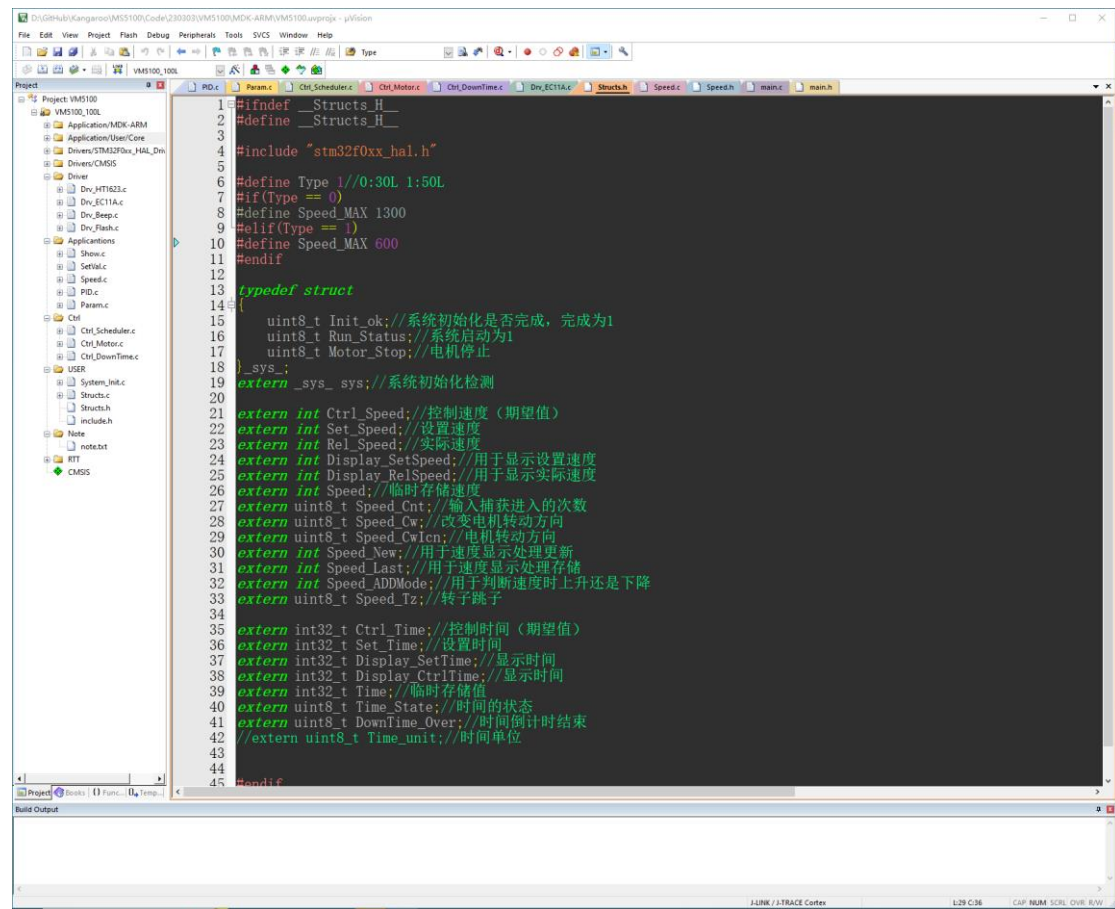 D:\GitHub\Kangaroo\MS5100\Code\230303\VM5100\MDK-ARM\VM5100.uvprojx - µVision
File Edit View Project Flash Debug Peripherals Tools SVCS Window Help
Type
VM5100_100L
Project
PID.c Param.c Ctrl_Scheduler.c Ctrl_Motor.c Ctrl_DownTime.c Drv_EC11A.c Structs.h Speed.c Speed.h main.c main.h
Project: VM5100
VM5100_100L
Application/MDK-ARM
Application/User/Core
Drivers/STM32F0xx_HAL_Driv
Drivers/CMSIS
Driver
Drv_HT1623.c
Drv_EC11A.c
Drv_Beep.c
Drv_Flash.c
Applicantions
Show.c
SetVal.c
Speed.c
PID.c
Param.c
Ctrl
Ctrl_Scheduler.c
Ctrl_Motor.c
Ctrl_DownTime.c
USER
System_Init.c
Structs.c
Structs.h
include.h
Note
note.txt
RTT
CMSIS
1 #ifndef __Structs_H__
2 #define __Structs_H__
3
4 #include "stm32f0xx_hal.h"
5
6 #define Type 1//0:30L 1:50L
7 #if(Type == 0)
8 #define Speed_MAX 1300
9 #elif(Type == 1)
10 #define Speed_MAX 600
11 #endif
12
13 typedef struct
14 {
15 uint8_t Init_ok;//系统初始化是否完成，完成为1
16 uint8_t Run_Status;//系统启动为1
17 uint8_t Motor_Stop;//电机停止
18 }_sys_;
19 extern _sys_ sys;//系统初始化检测
20
21 extern int Ctrl_Speed;//控制速度（期望值）
22 extern int Set_Speed;//设置速度
23 extern int Rel_Speed;//实际速度
24 extern int Display_SetSpeed;//用于显示设置速度
25 extern int Display_RelSpeed;//用于显示实际速度
26 extern int Speed;//临时存储速度
27 extern uint8_t Speed_Cnt;//输入捕获进入的次数
28 extern uint8_t Speed_Cw;//改变电机转动方向
29 extern uint8_t Speed_CwIcn;//电机转动方向
30 extern int Speed_New;//用于速度显示处理更新
31 extern int Speed_Last;//用于速度显示处理存储
32 extern int Speed_ADDMode;//用于判断速度时上升还是下降
33 extern uint8_t Speed_Tz;//转子跳子
34
35 extern int32_t Ctrl_Time;//控制时间（期望值）
36 extern int32_t Set_Time;//设置时间
37 extern int32_t Display_SetTime;//显示时间
38 extern int32_t Display_CtrlTime;//显示时间
39 extern int32_t Time;//临时存储值
40 extern uint8_t Time_State;//时间的状态
41 extern uint8_t DownTime_Over;//时间倒计时结束
42 //extern uint8_t Time_unit;//时间单位
43
44
45 #endif
Project Books {} Func... 0 Temp...
Build Output
J-LINK / J-TRACE Cortex L:29 C:36 CAP NUM SCRL OVR R/W